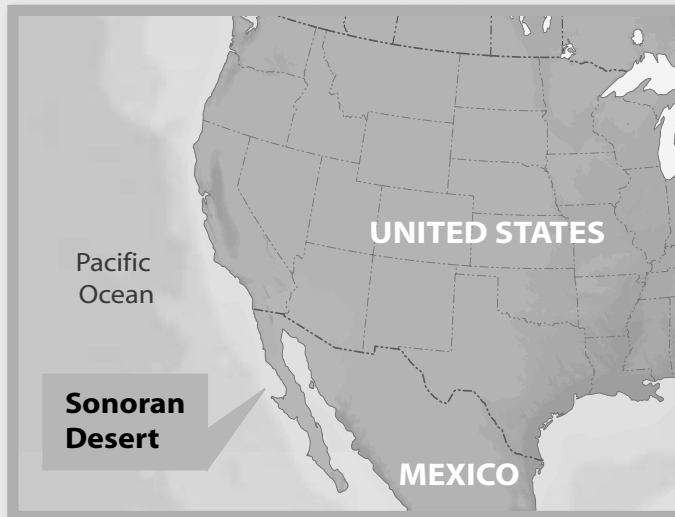 UNITED STATES
Pacific
Ocean
Sonoran
Desert
MEXICO